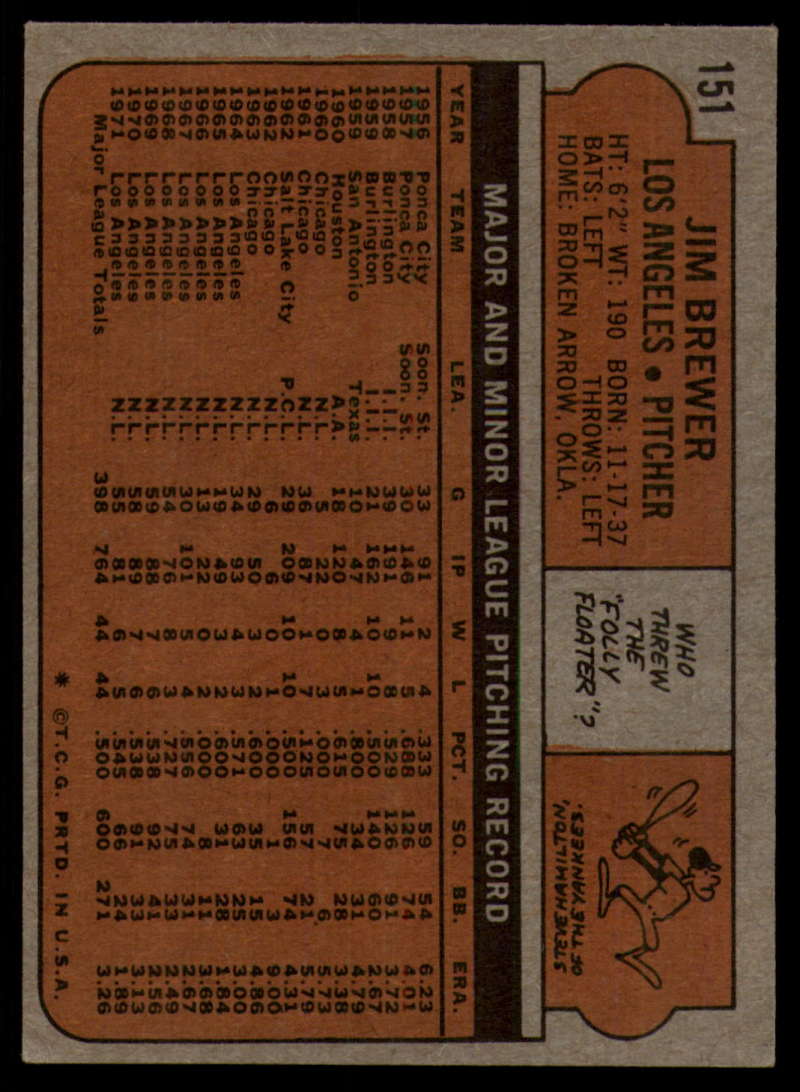 151
JIM BREWER
LOS ANGELES • PITCHER
HT: 6'2" WT: 190 BORN: 11-17-37
BATS: LEFT THROWS: LEFT
HOME: BROKEN ARROW, OKLA.
WHO
THREW
THE
"FOLLY
FLOATER"?
STEVE HAMILTON,
OF THE YANKEES.
MAJOR AND MINOR LEAGUE PITCHING RECORD
YEAR TEAM LEA. G IP W L PCT. SO. BB. ERA.
1956 Ponca City Soon. St. 33 91 2 4 .333 59 54 6.23
1957 Ponca City Soon. St. 30 146 11 5 .688 126 74 4.01
1958 Burlington I.I.I. 39 191 9 8 .529 126 91 3.72
1959 Burlington I.I.I. 21 162 10 10 .500 140 60 2.67
1959 San Antonio Texas 10 47 4 1 .800 34 31 4.79
1960 Houston A.A. 18 120 8 5 .615 75 28 3.38
1960 Chicago N.L. 5 22 0 3 .000 7 6 5.73
1961 Chicago N.L. 36 87 1 7 .125 57 21 5.79
1962 Salt Lake City P.C.L. 29 209 10 10 .500 156 74 4.31
1962 Chicago N.L. 6 6 0 1 .000 1 3 9.00
1963 Chicago N.L. 29 50 3 2 .600 35 15 4.86
1964 Los Angeles N.L. 34 93 4 3 .571 63 25 3.00
1965 Los Angeles N.L. 19 49 3 2 .600 31 28 1.84
1966 Los Angeles N.L. 13 22 0 2 .000 8 11 3.68
1967 Los Angeles N.L. 30 101 5 4 .556 74 31 2.67
1968 Los Angeles N.L. 54 76 8 3 .727 75 33 2.49
1969 Los Angeles N.L. 59 88 7 6 .538 92 41 2.56
1970 Los Angeles N.L. 58 89 7 6 .538 91 33 3.13
1971 Los Angeles N.L. 55 81 6 5 .545 66 24 1.89
Major League Totals 398 764 44 44 .500 600 271 3.26
* ©T.C.G. PRTD. IN U.S.A.